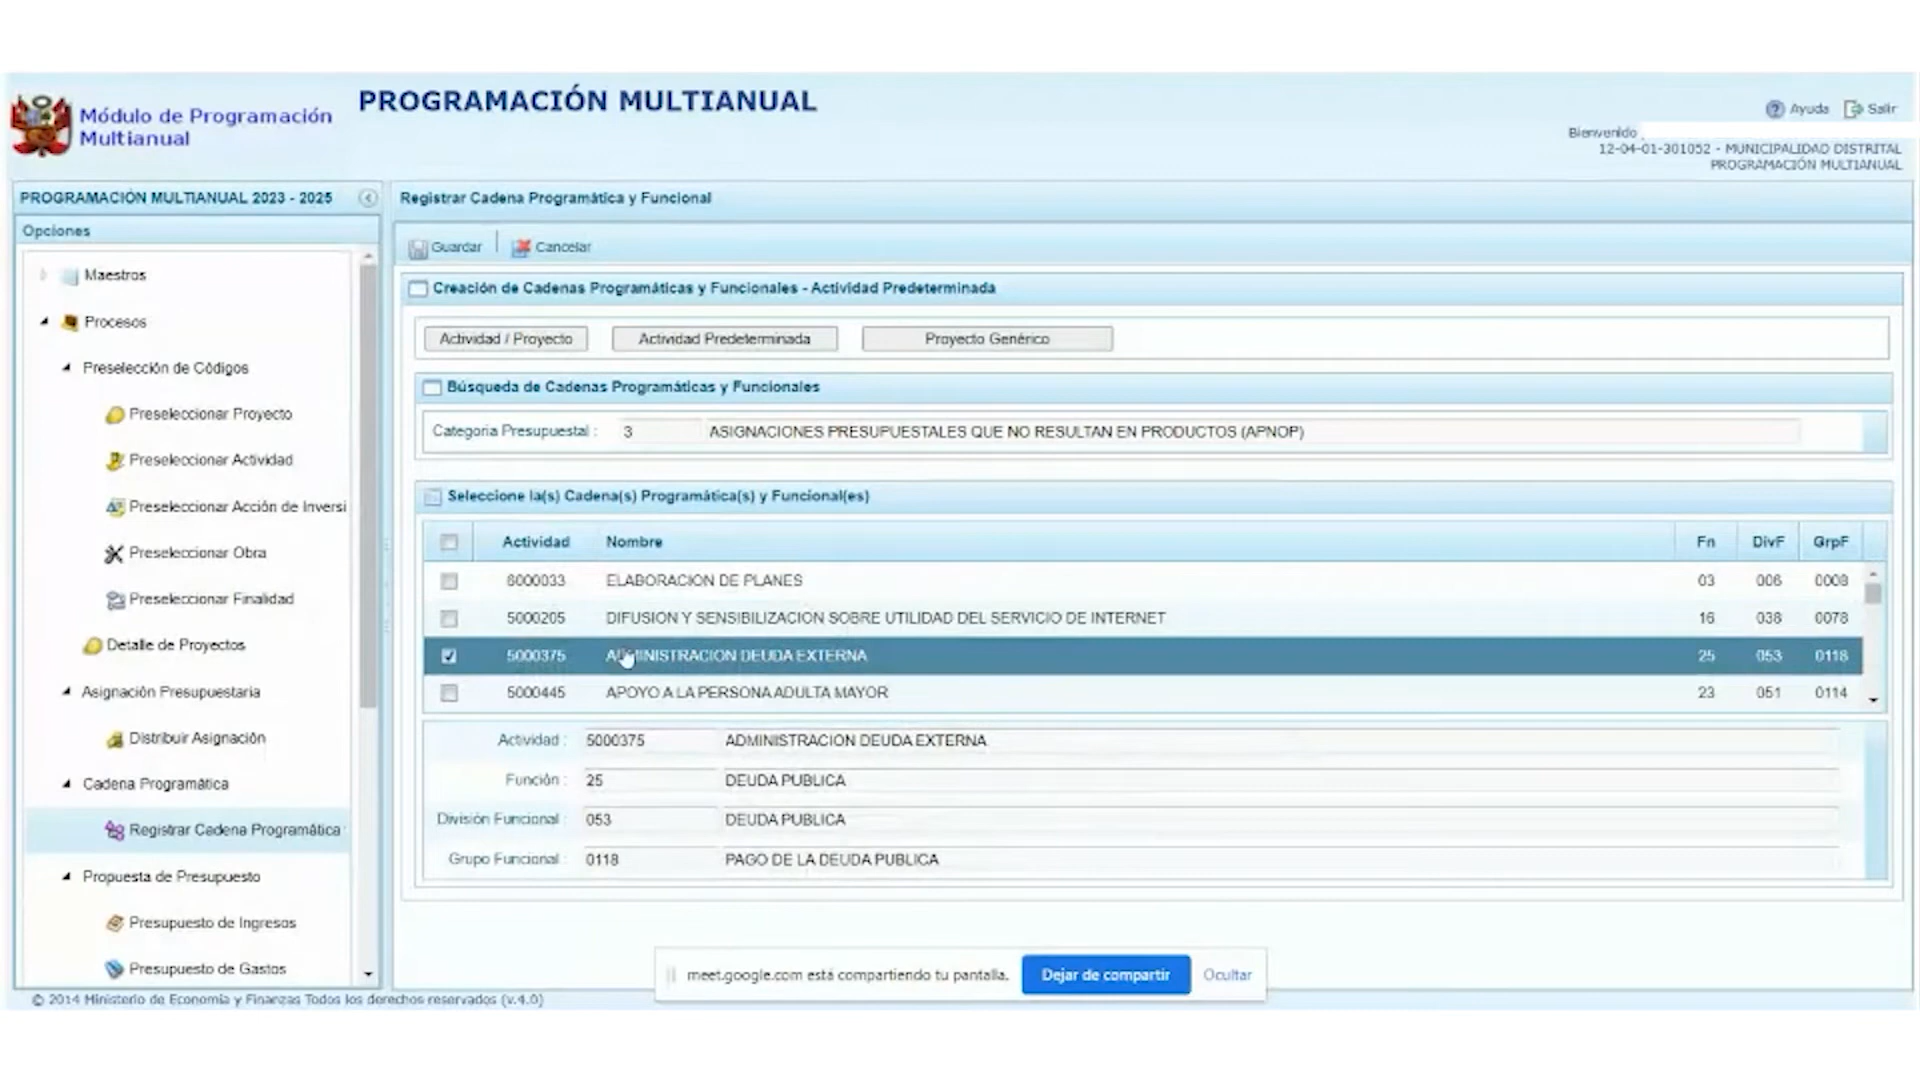 Módulo de Programación
Multianual
PROGRAMACIÓN MULTIANUAL
Ayuda Salir
Bienvenido
12-04-01-301052 - MUNICIPALIDAD DISTRITAL
PROGRAMACIÓN MULTIANUAL
PROGRAMACIÓN MULTIANUAL 2023 - 2025
Opciones
Maestros
Procesos
Preselección de Códigos
Preseleccionar Proyecto
Preseleccionar Actividad
Preseleccionar Acción de Inversi
Preseleccionar Obra
Preseleccionar Finalidad
Detalle de Proyectos
Asignación Presupuestaria
Distribuir Asignación
Cadena Programática
Registrar Cadena Programática
Propuesta de Presupuesto
Presupuesto de Ingresos
Presupuesto de Gastos
Registrar Cadena Programática y Funcional
Guardar Cancelar
Creación de Cadenas Programáticas y Funcionales - Actividad Predeterminada
Actividad / Proyecto Actividad Predeterminada Proyecto Genérico
Búsqueda de Cadenas Programáticas y Funcionales
Categoria Presupuestal : 3 ASIGNACIONES PRESUPUESTALES QUE NO RESULTAN EN PRODUCTOS (APNOP)
Seleccione la(s) Cadena(s) Programática(s) y Funcional(es)
Actividad Nombre Fn DivF GrpF
6000033 ELABORACION DE PLANES 03 006 0008
5000205 DIFUSION Y SENSIBILIZACION SOBRE UTILIDAD DEL SERVICIO DE INTERNET 16 038 0078
5000375 ADMINISTRACION DEUDA EXTERNA 25 053 0118
5000445 APOYO A LA PERSONA ADULTA MAYOR 23 051 0114
Actividad : 5000375 ADMINISTRACION DEUDA EXTERNA
Función : 25 DEUDA PUBLICA
División Funcional : 053 DEUDA PUBLICA
Grupo Funcional : 0118 PAGO DE LA DEUDA PUBLICA
meet.google.com está compartiendo tu pantalla. Dejar de compartir Ocultar
© 2014 Ministerio de Economía y Finanzas Todos los derechos reservados (v.4.0)